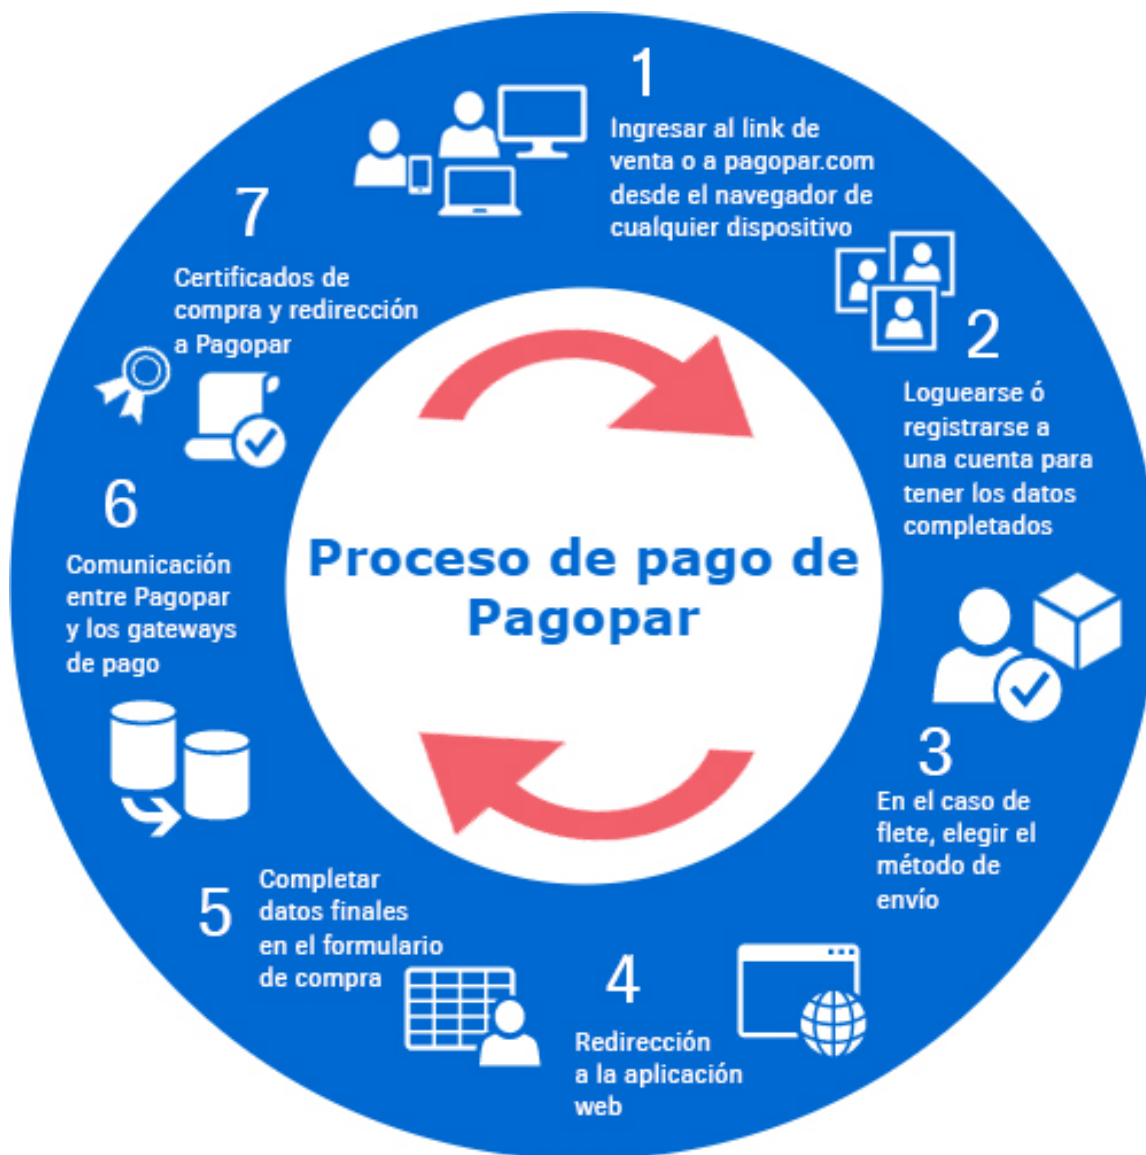 1
Ingresar al link de
venta o a pagopar.com
desde el navegador de
cualquier dispositivo
2
Loguearse ó
registrarse a
una cuenta para
tener los datos
completados
3
En el caso de
flete, elegir el
método de
envío
4
Redirección
a la aplicación
web
5
Completar
datos finales
en el formulario
de compra
6
Comunicación
entre Pagopar
y los gateways
de pago
7
Certificados de
compra y redirección
a Pagopar
Proceso de pago de
Pagopar